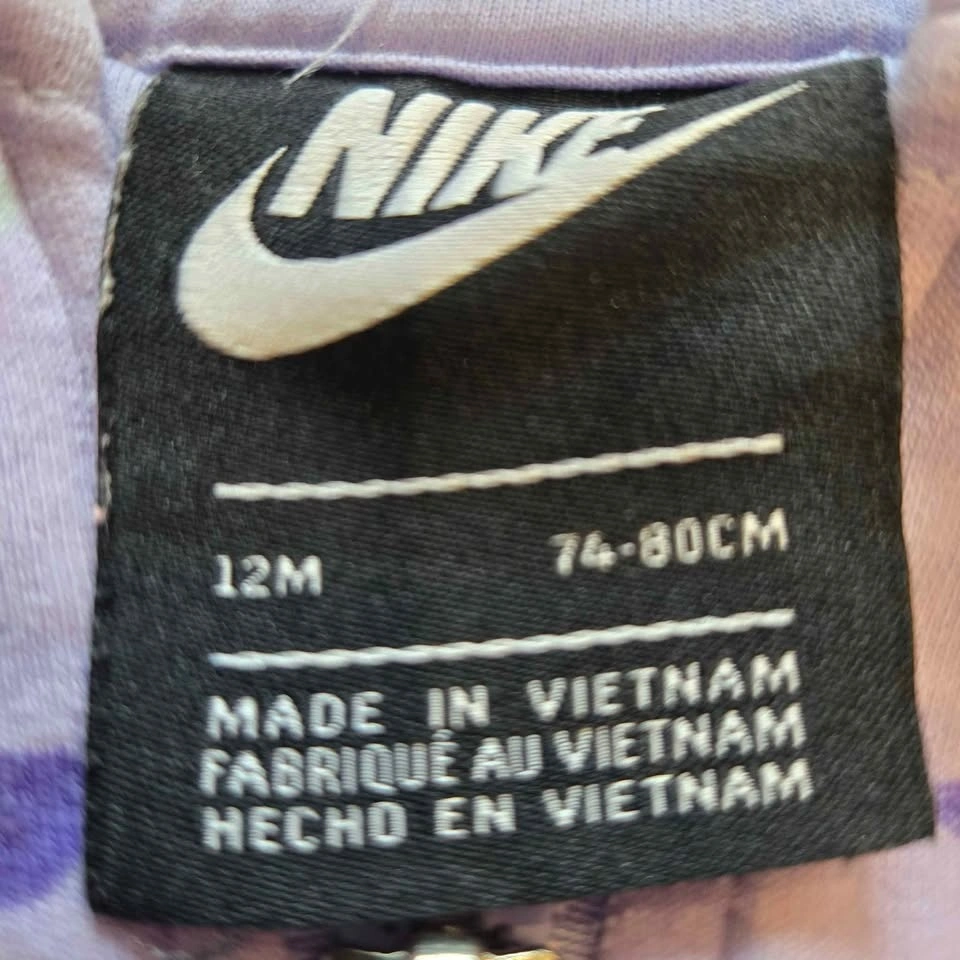 NIKE
12M 74-80CM
MADE IN VIETNAM
FABRIQUÉ AU VIETNAM
HECHO EN VIETNAM